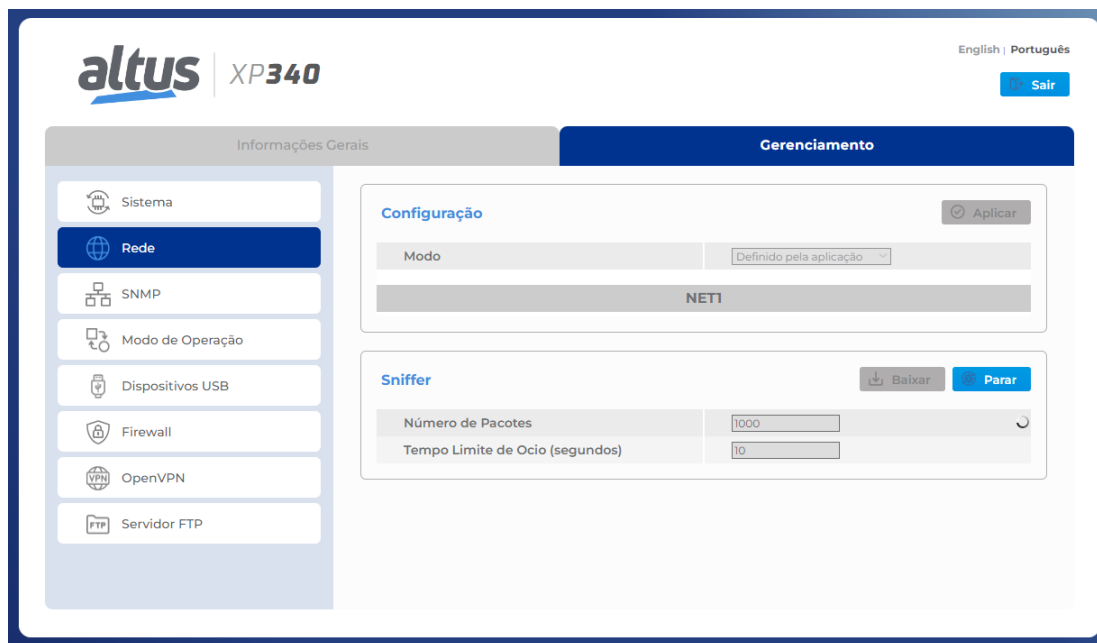 altus XP340
English | Português
Sair
Informações Gerais
Gerenciamento
Sistema
Rede
SNMP
Modo de Operação
Dispositivos USB
Firewall
VPN OpenVPN
FTP Servidor FTP
Configuração
Aplicar
Modo
Definido pela aplicação
NET1
Sniffer
Baixar
Parar
Número de Pacotes
1000
Tempo Limite de Ocio (segundos)
10